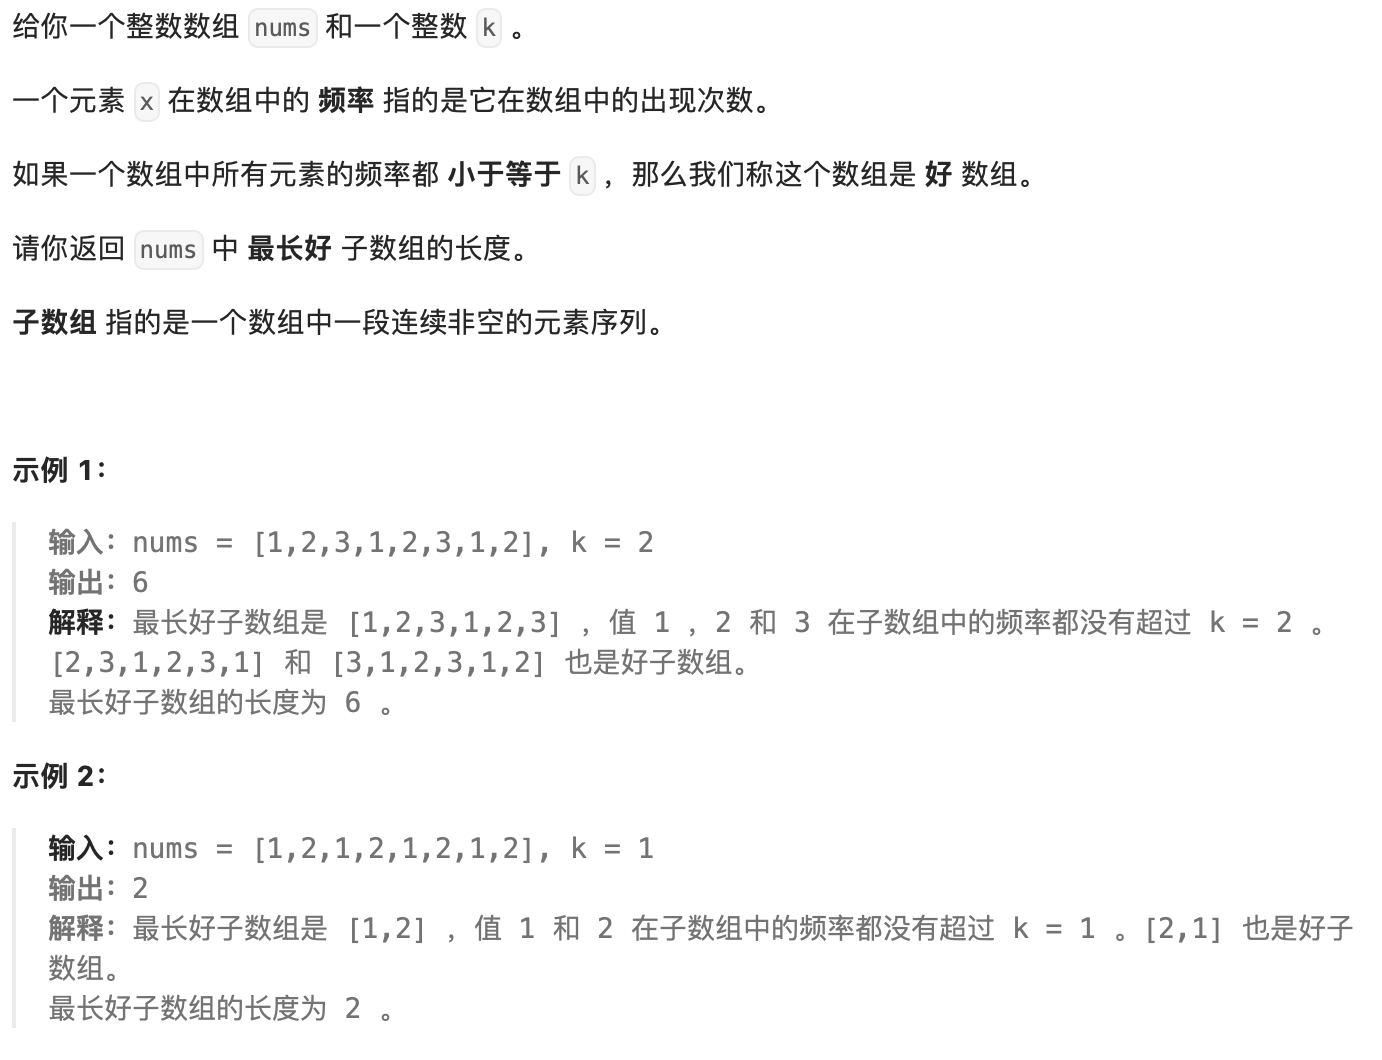 给你一个整数数组 nums 和一个整数 k 。
一个元素 x 在数组中的 频率 指的是它在数组中的出现次数。
如果一个数组中所有元素的频率都 小于等于 k ，那么我们称这个数组是 好 数组。
请你返回 nums 中 最长好 子数组的长度。
子数组 指的是一个数组中一段连续非空的元素序列。
示例 1：
输入：nums = [1,2,3,1,2,3,1,2], k = 2
输出：6
解释：最长好子数组是 [1,2,3,1,2,3] ，值 1 ，2 和 3 在子数组中的频率都没有超过 k = 2 。
[2,3,1,2,3,1] 和 [3,1,2,3,1,2] 也是好子数组。
最长好子数组的长度为 6 。
示例 2：
输入：nums = [1,2,1,2,1,2,1,2], k = 1
输出：2
解释：最长好子数组是 [1,2] ，值 1 和 2 在子数组中的频率都没有超过 k = 1 。[2,1] 也是好子
数组。
最长好子数组的长度为 2 。